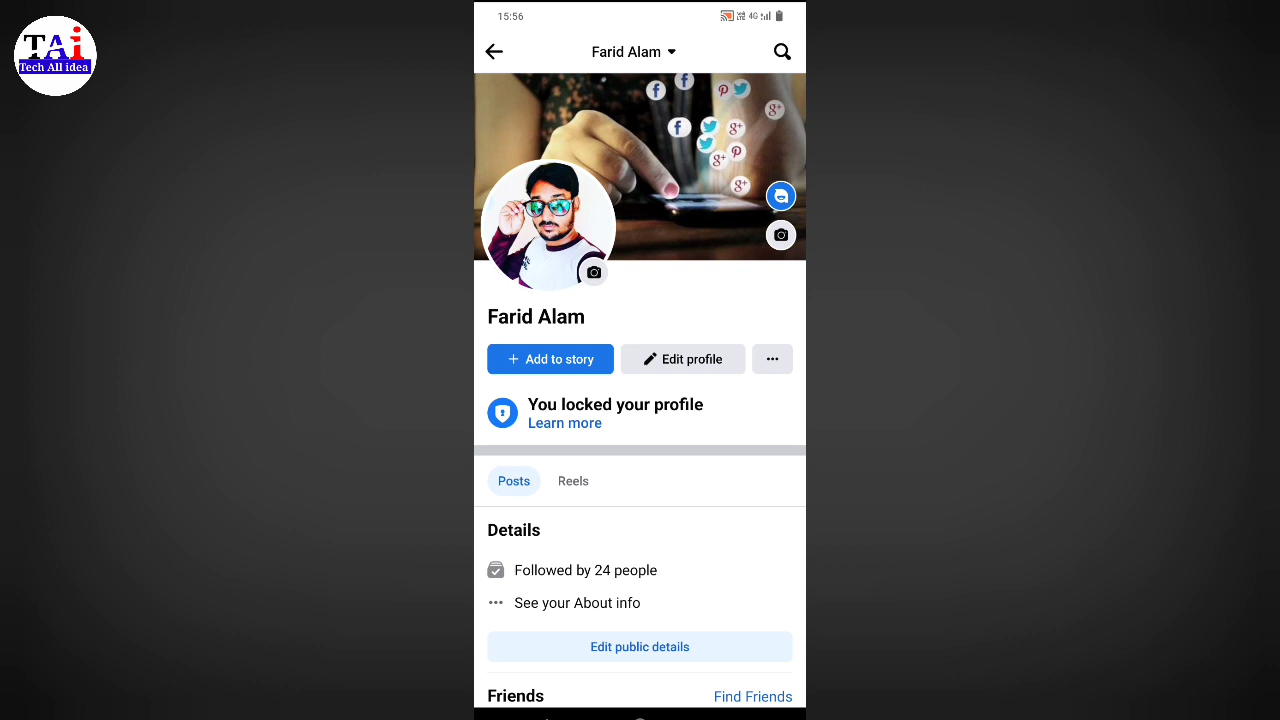 TAi
Tech All idea
15:56
4G
Farid Alam
Farid Alam
Add to story
Edit profile
You locked your profile
Learn more
Posts
Reels
Details
Followed by 24 people
See your About info
Edit public details
Friends
Find Friends